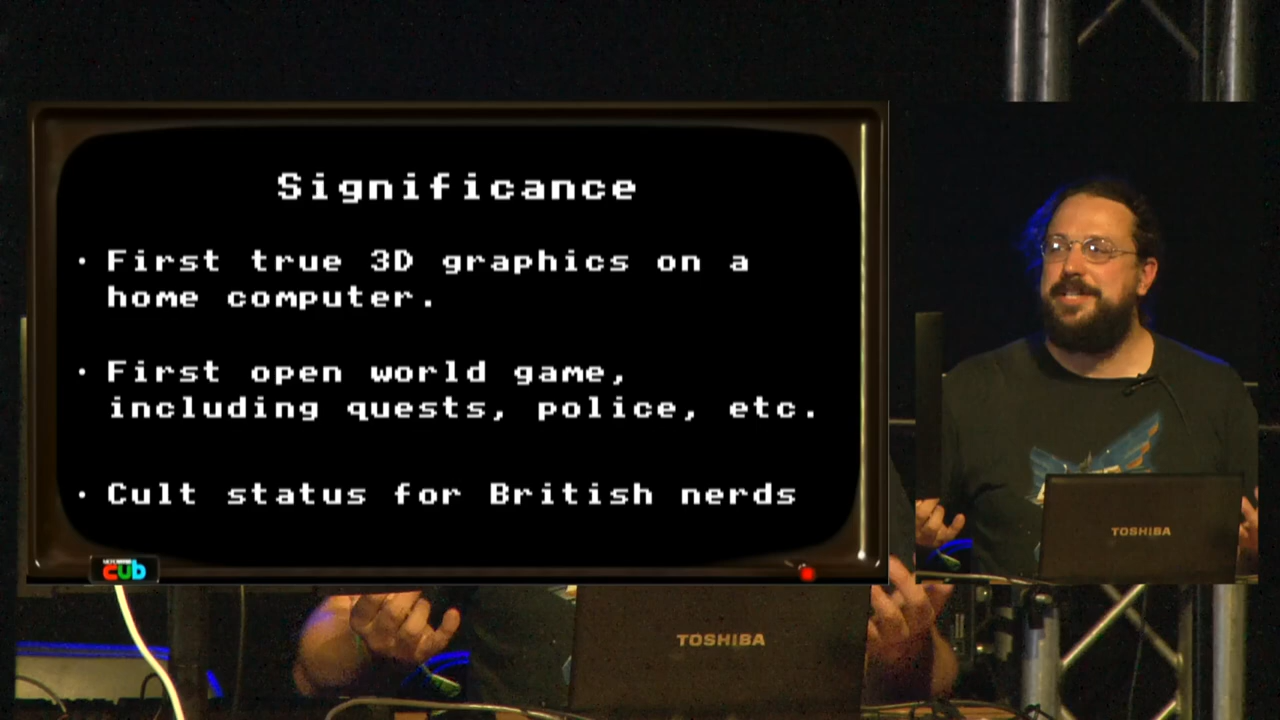 Significance
• First true 3D graphics on a
home computer.
• First open world game,
including quests, police, etc.
• Cult status for British nerds
cub
TOSHIBA
TOSHIBA